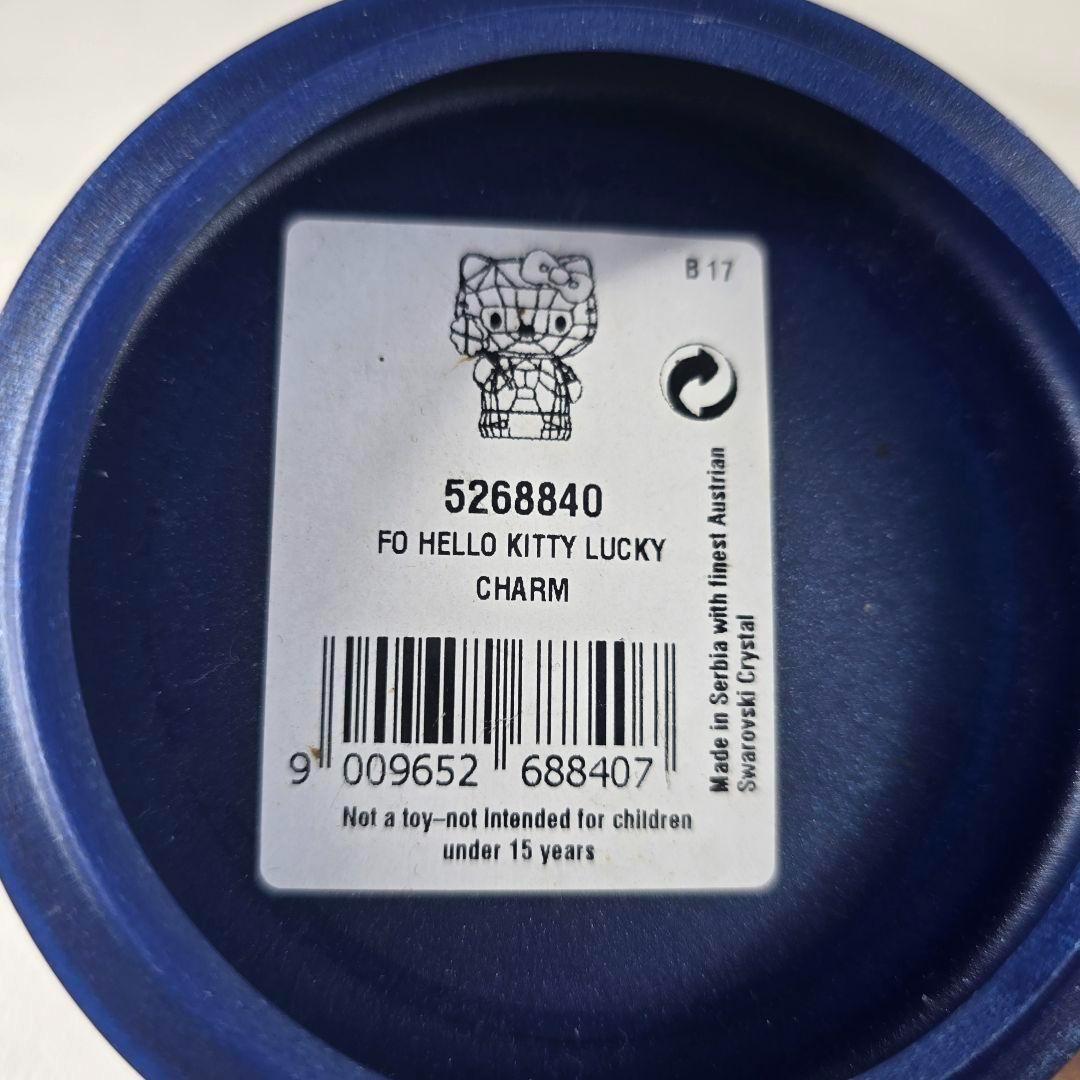 B 17
5268840
FO HELLO KITTY LUCKY
CHARM
Made in Serbia with finest Austrian
Swarovski Crystal
9 009652 688407
Not a toy–not intended for children
under 15 years